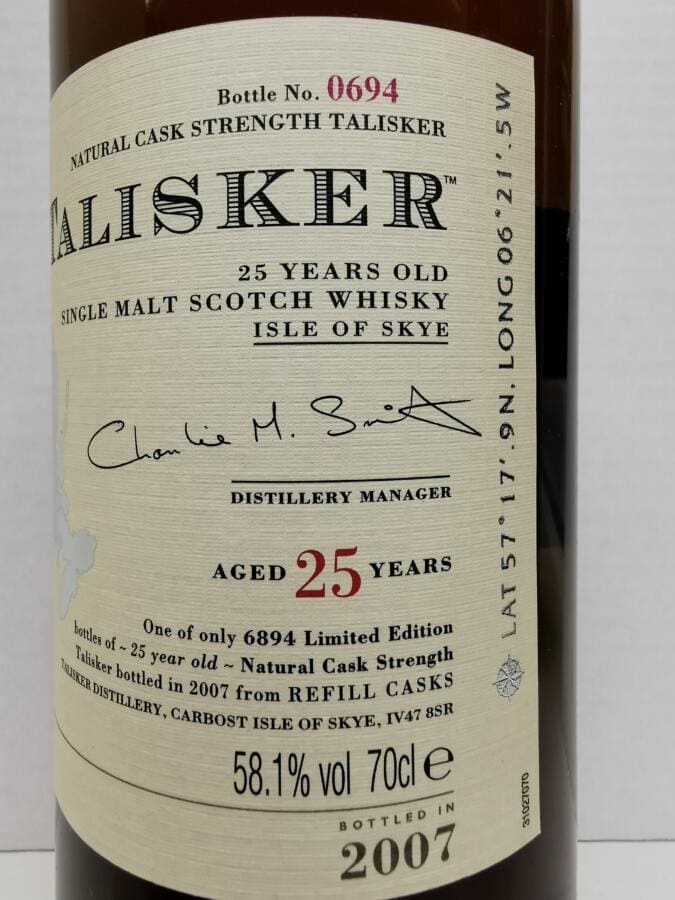 Bottle No. 0694
NATURAL CASK STRENGTH TALISKER
TALISKER™
25 YEARS OLD
SINGLE MALT SCOTCH WHISKY
ISLE OF SKYE
Charlie M. Smith
DISTILLERY MANAGER
AGED 25 YEARS
One of only 6894 Limited Edition
bottles of ~ 25 year old ~ Natural Cask Strength
Talisker bottled in 2007 from REFILL CASKS
TALISKER DISTILLERY, CARBOST ISLE OF SKYE, IV47 8SR
58.1% vol 70cl e
BOTTLED IN
2007
LAT 57° 17'.9N. LONG 06° 21'.5W
31027070